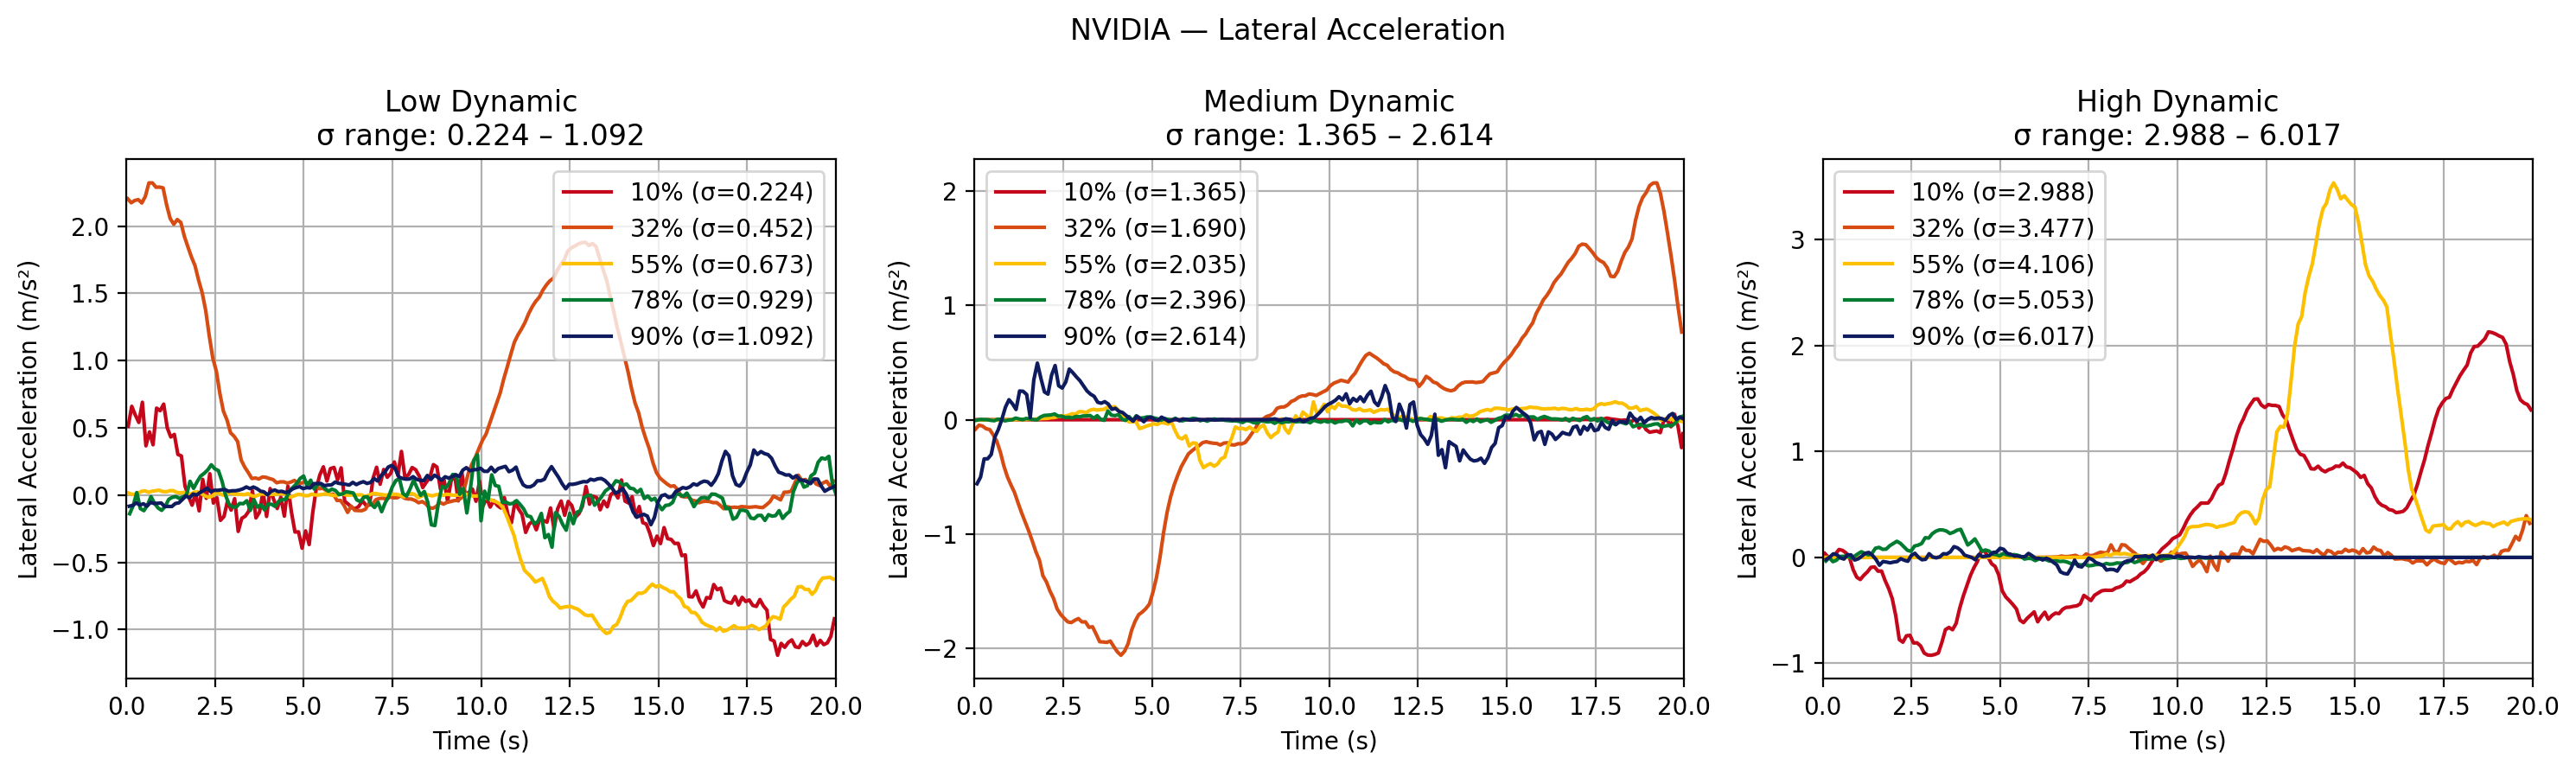 NVIDIA — Lateral Acceleration
Low Dynamic
σ range: 0.224 – 1.092
Lateral Acceleration (m/s²)
2.0
1.5
1.0
0.5
0.0
−0.5
−1.0
10% (σ=0.224)
32% (σ=0.452)
55% (σ=0.673)
78% (σ=0.929)
90% (σ=1.092)
0.0 2.5 5.0 7.5 10.0 12.5 15.0 17.5 20.0
Time (s)
Medium Dynamic
σ range: 1.365 – 2.614
Lateral Acceleration (m/s²)
2
1
0
−1
−2
10% (σ=1.365)
32% (σ=1.690)
55% (σ=2.035)
78% (σ=2.396)
90% (σ=2.614)
0.0 2.5 5.0 7.5 10.0 12.5 15.0 17.5 20.0
Time (s)
High Dynamic
σ range: 2.988 – 6.017
Lateral Acceleration (m/s²)
3
2
1
0
−1
10% (σ=2.988)
32% (σ=3.477)
55% (σ=4.106)
78% (σ=5.053)
90% (σ=6.017)
0.0 2.5 5.0 7.5 10.0 12.5 15.0 17.5 20.0
Time (s)